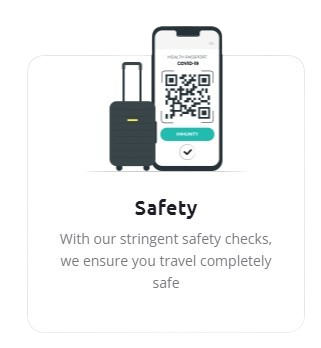 HEALTH PASSPORT
COVID-19
IMMUNITY
Safety
With our stringent safety checks,
we ensure you travel completely
safe